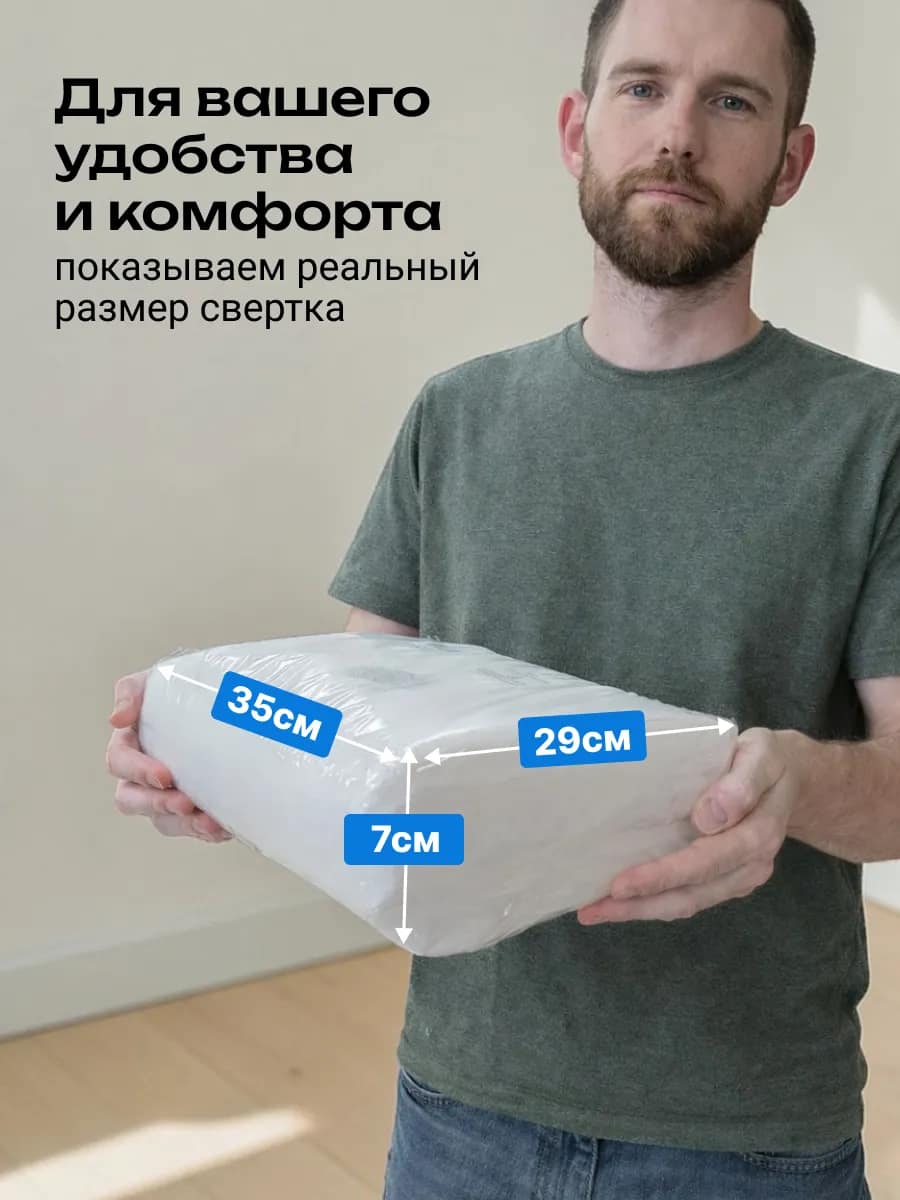 Для вашего
удобства
и комфорта
показываем реальный
размер свертка
35см
29см
7см